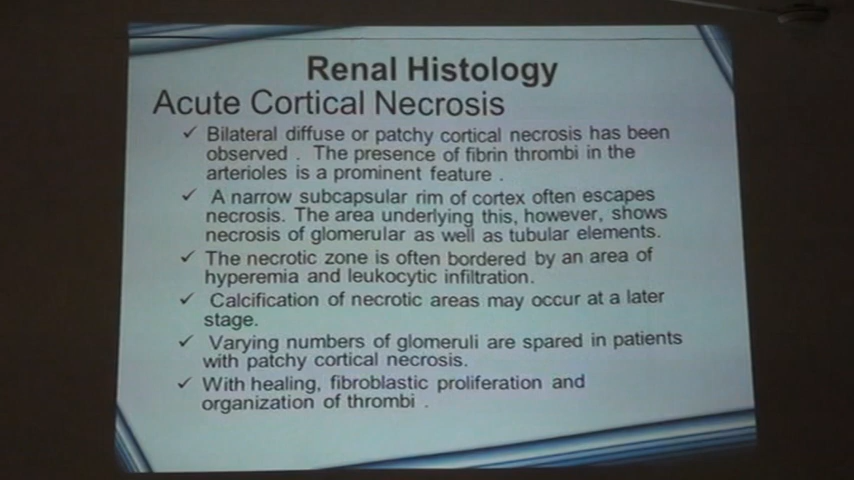 Renal Histology
Acute Cortical Necrosis
✓ Bilateral diffuse or patchy cortical necrosis has been
observed . The presence of fibrin thrombi in the
arterioles is a prominent feature .
✓ A narrow subcapsular rim of cortex often escapes
necrosis. The area underlying this, however, shows
necrosis of glomerular as well as tubular elements.
✓ The necrotic zone is often bordered by an area of
hyperemia and leukocytic infiltration.
✓ Calcification of necrotic areas may occur at a later
stage.
✓ Varying numbers of glomeruli are spared in patients
with patchy cortical necrosis.
✓ With healing, fibroblastic proliferation and
organization of thrombi .